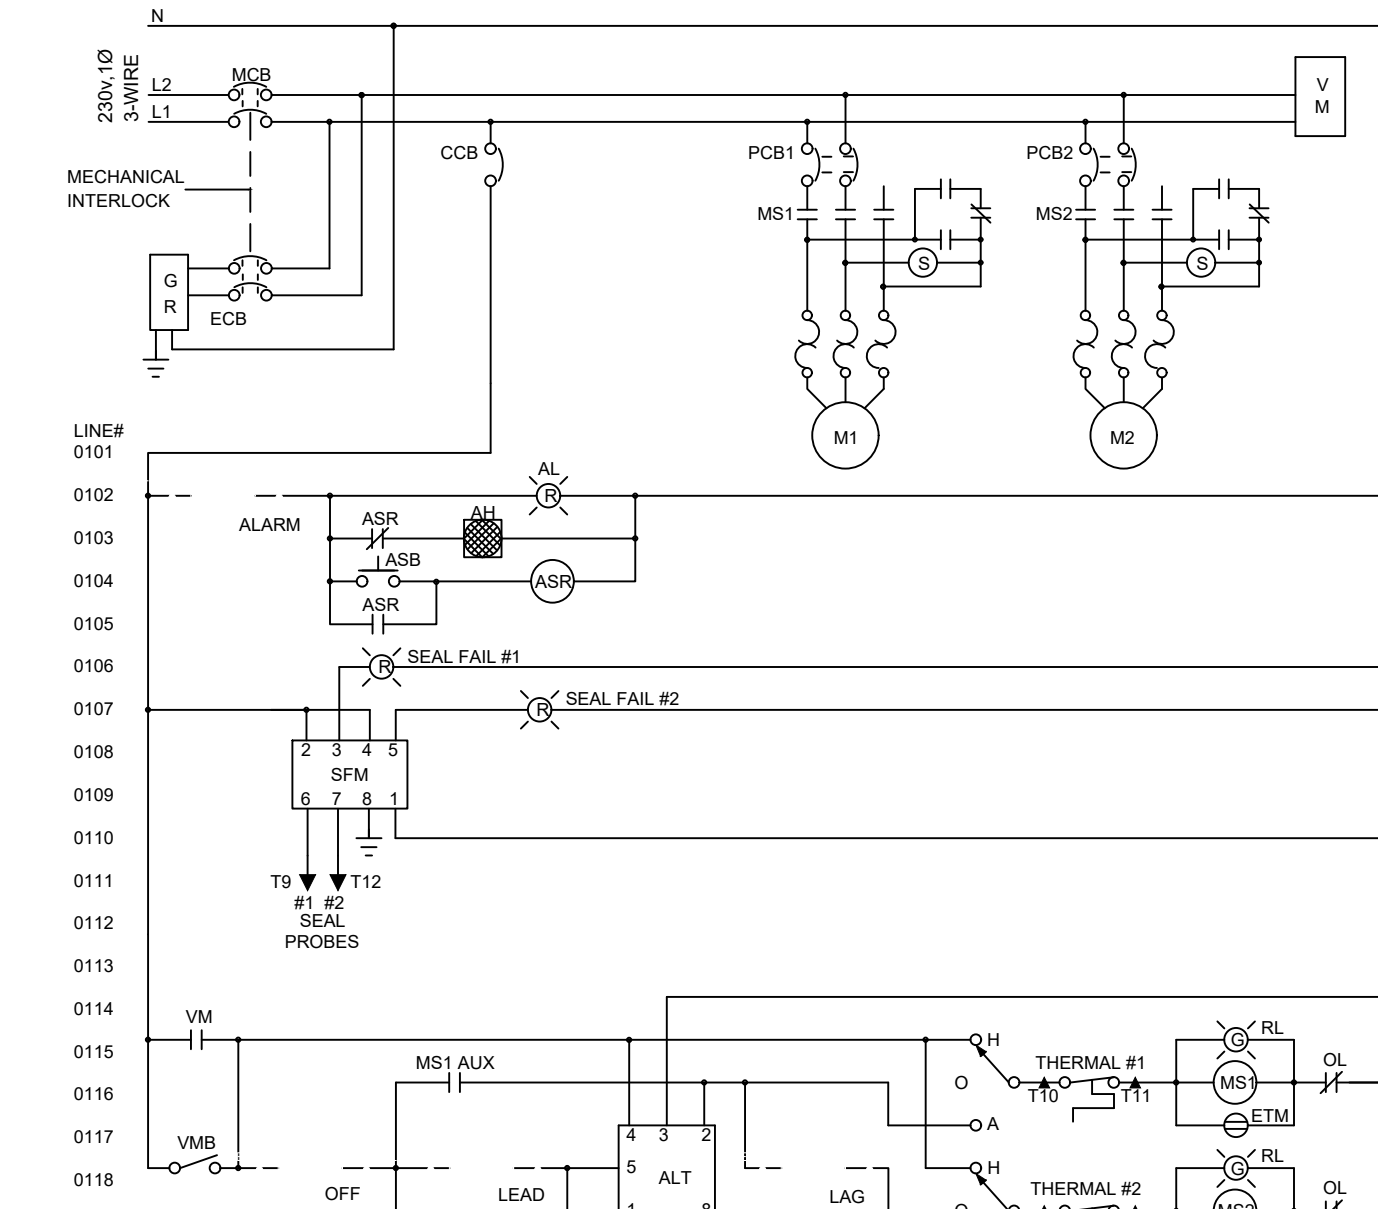 N
230v,1Ø
3-WIRE
L2
L1
MCB
V
M
CCB
PCB1
PCB2
MECHANICAL
INTERLOCK
MS1
MS2
S
S
G
R
ECB
M1
M2
LINE#
0101
0102
AL
R
ALARM
0103
ASR
AH
0104
ASB
ASR
0105
ASR
0106
R
SEAL FAIL #1
0107
R
SEAL FAIL #2
0108
2 3 4 5
SFM
0109
6 7 8 1
0110
0111
T9
T12
#1 #2
0112
SEAL
PROBES
0113
0114
VM
0115
H
G
RL
MS1 AUX
THERMAL #1
OL
0116
O
T10
T11
MS1
0117
A
ETM
4 3 2
VMB
0118
5
ALT
H
G
RL
OFF
LEAD
LAG
THERMAL #2
OL
1
8
O
MS2